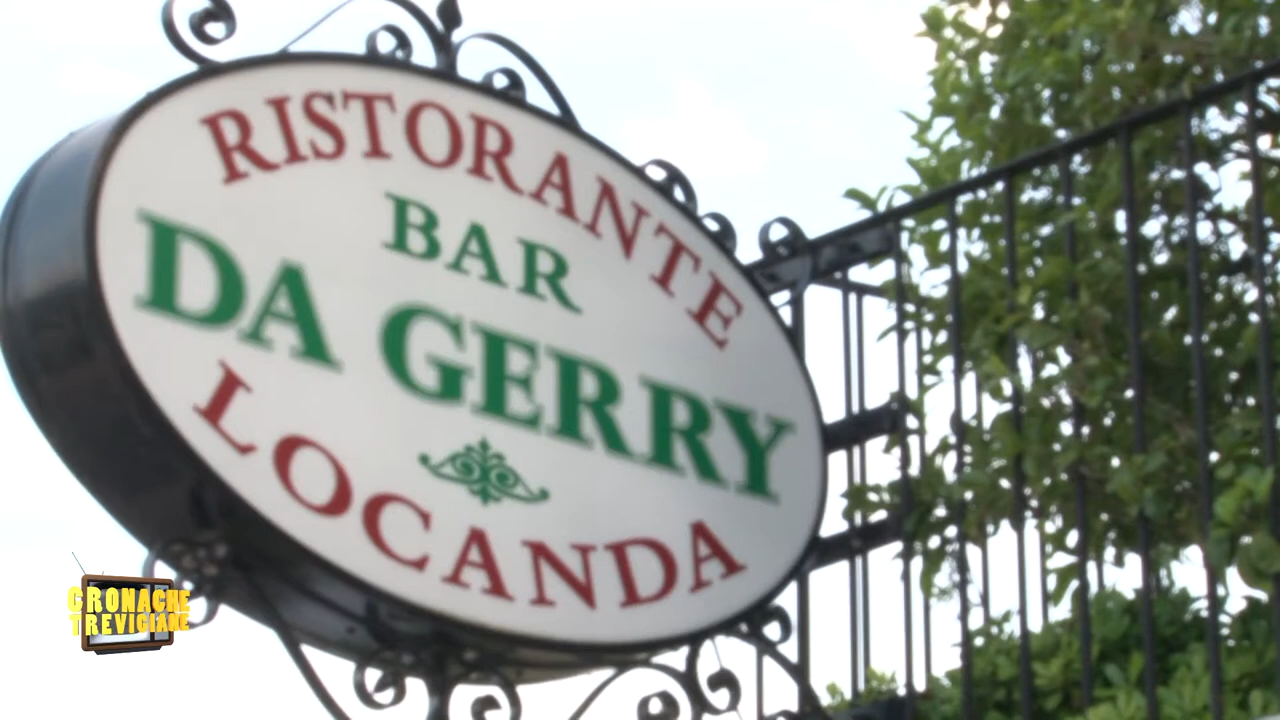 RISTORANTE
BAR
DA GERRY
LOCANDA
CRONACHE
TREVIGIANE